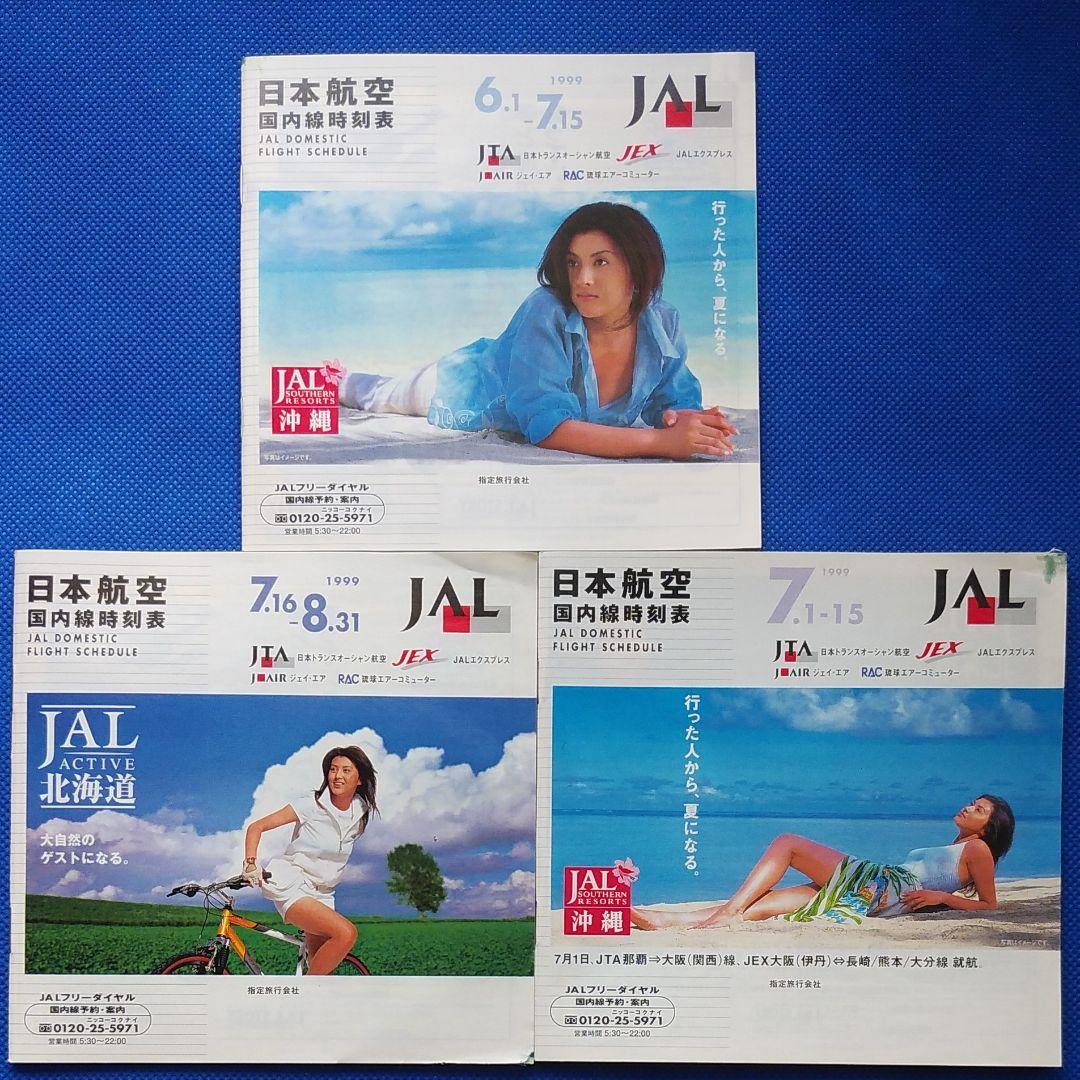 日本航空
国内線時刻表
JAL DOMESTIC
FLIGHT SCHEDULE
1999
6.1-7.15
JAL
JTA 日本トランスオーシャン航空 JEX JALエクスプレス
J AIR ジェイ・エア RAC 琉球エアーコミューター
行った人から、夏になる。
JAL
SOUTHERN
RESORTS
沖縄
写真はイメージです。
指定旅行会社
JALフリーダイヤル
国内線予約・案内
ニッコーコクナイ
0120-25-5971
営業時間 5:30〜22:00
日本航空
国内線時刻表
JAL DOMESTIC
FLIGHT SCHEDULE
1999
7.16-8.31
JAL
JTA 日本トランスオーシャン航空 JEX JALエクスプレス
J AIR ジェイ・エア RAC 琉球エアーコミューター
JAL
ACTIVE
北海道
大自然の
ゲストになる。
指定旅行会社
JALフリーダイヤル
国内線予約・案内
ニッコーコクナイ
0120-25-5971
営業時間 5:30〜22:00
日本航空
国内線時刻表
JAL DOMESTIC
FLIGHT SCHEDULE
1999
7.1-15
JAL
JTA 日本トランスオーシャン航空 JEX JALエクスプレス
J AIR ジェイ・エア RAC 琉球エアーコミューター
行った人から、夏になる。
JAL
SOUTHERN
RESORTS
沖縄
写真はイメージです。
7月1日、JTA那覇⇒大阪(関西)線、JEX大阪(伊丹)⇔長崎/熊本/大分線 就航。
指定旅行会社
JALフリーダイヤル
国内線予約・案内
ニッコーコクナイ
0120-25-5971
営業時間 5:30〜22:00